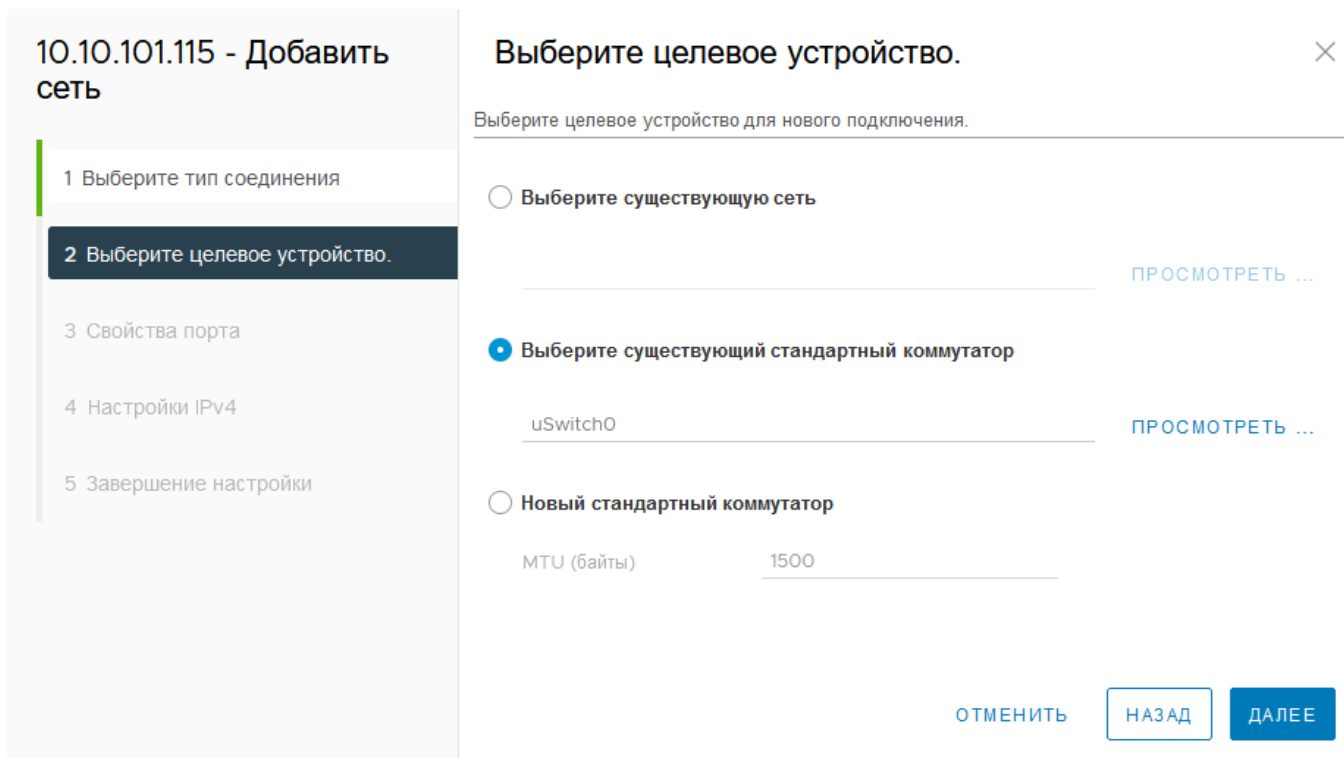 10.10.101.115 - Добавить
сеть
1 Выберите тип соединения
2 Выберите целевое устройство.
3 Свойства порта
4 Настройки IPv4
5 Завершение настройки
Выберите целевое устройство.
Выберите целевое устройство для нового подключения.
Выберите существующую сеть
ПРОСМОТРЕТЬ ...
Выберите существующий стандартный коммутатор
uSwitch0
ПРОСМОТРЕТЬ ...
Новый стандартный коммутатор
MTU (байты)
1500
ОТМЕНИТЬ
НАЗАД
ДАЛЕЕ